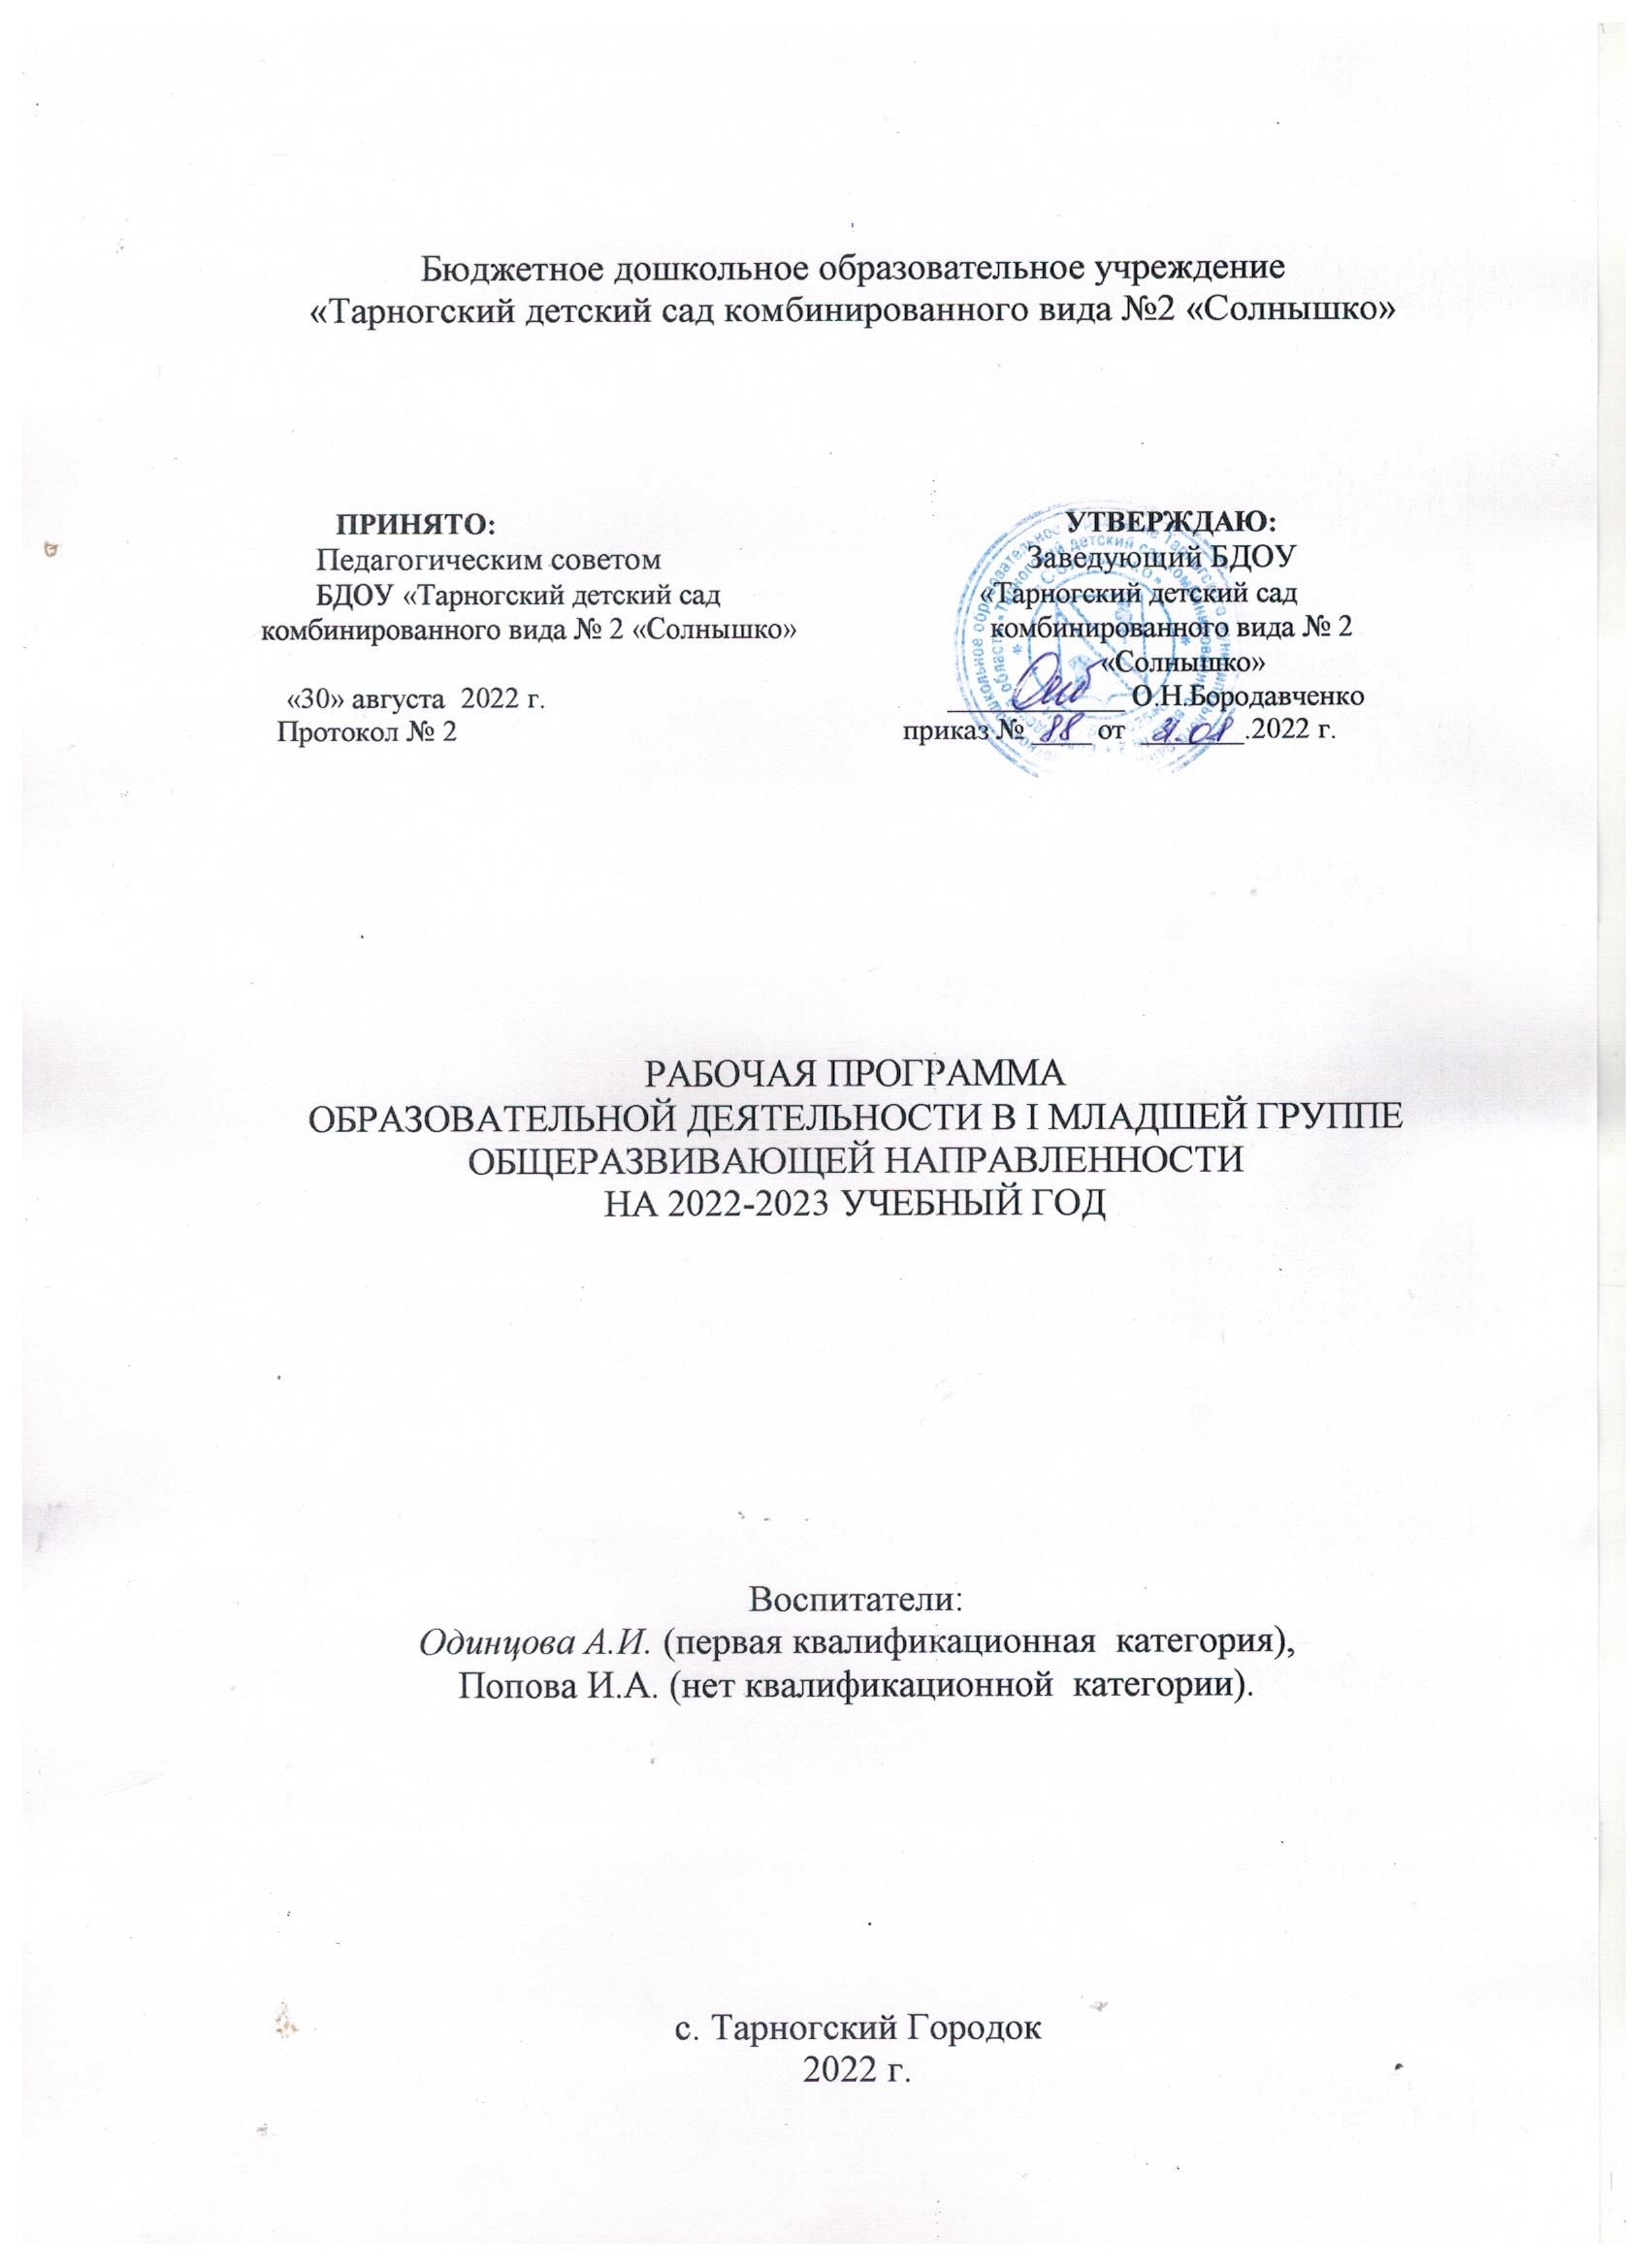 Бюджетное дошкольное образовательное учреждение
«Тарногский детский сад комбинированного вида №2 «Солнышко»
ПРИНЯТО:
Педагогическим советом
БДОУ «Тарногский детский сад
комбинированного вида № 2 «Солнышко»
«30» августа 2022 г.
Протокол № 2
УТВЕРЖДАЮ:
Заведующий БДОУ
«Тарногский детский сад
комбинированного вида № 2
«Солнышко»
О.Н.Бородавченко
приказ № 88 от 31.08.2022 г.
РАБОЧАЯ ПРОГРАММА
ОБРАЗОВАТЕЛЬНОЙ ДЕЯТЕЛЬНОСТИ В I МЛАДШЕЙ ГРУППЕ
ОБЩЕРАЗВИВАЮЩЕЙ НАПРАВЛЕННОСТИ
НА 2022-2023 УЧЕБНЫЙ ГОД
Воспитатели:
Одинцова А.И. (первая квалификационная категория),
Попова И.А. (нет квалификационной категории).
с. Тарногский Городок
2022 г.